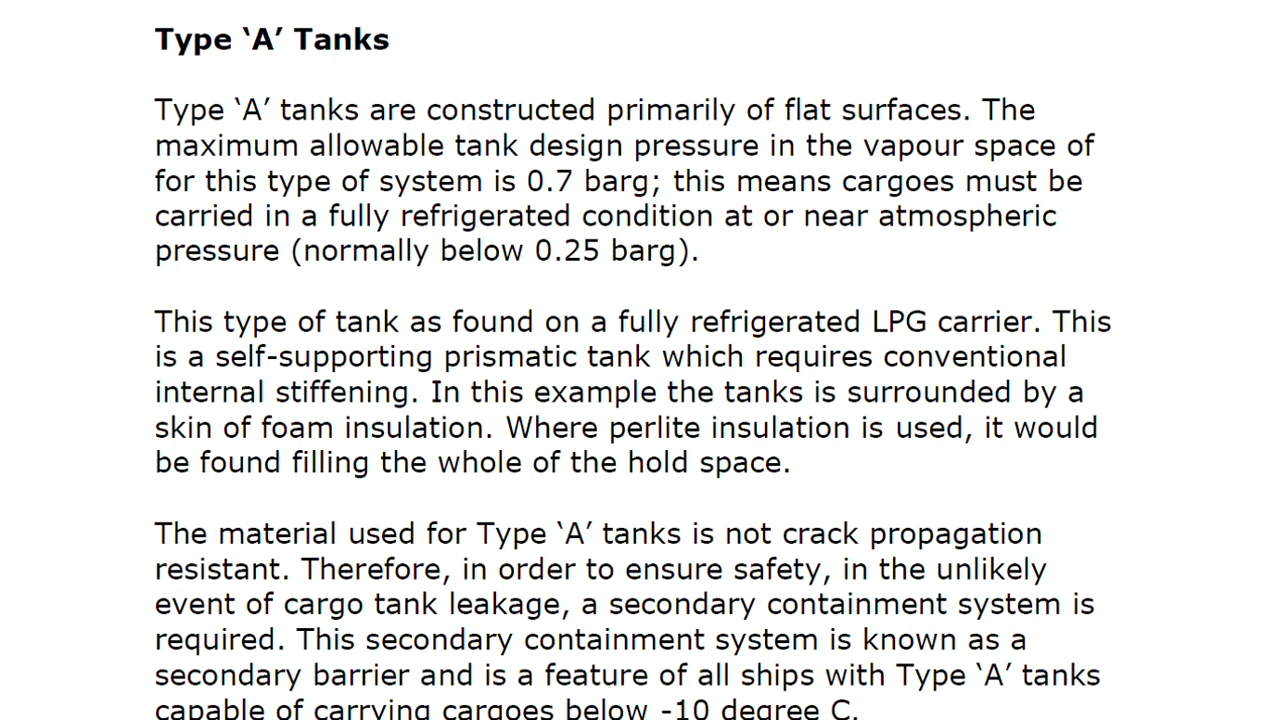 Type ‘A’ Tanks
Type ‘A’ tanks are constructed primarily of flat surfaces. The
maximum allowable tank design pressure in the vapour space of
for this type of system is 0.7 barg; this means cargoes must be
carried in a fully refrigerated condition at or near atmospheric
pressure (normally below 0.25 barg).
This type of tank as found on a fully refrigerated LPG carrier. This
is a self-supporting prismatic tank which requires conventional
internal stiffening. In this example the tanks is surrounded by a
skin of foam insulation. Where perlite insulation is used, it would
be found filling the whole of the hold space.
The material used for Type ‘A’ tanks is not crack propagation
resistant. Therefore, in order to ensure safety, in the unlikely
event of cargo tank leakage, a secondary containment system is
required. This secondary containment system is known as a
secondary barrier and is a feature of all ships with Type ‘A’ tanks
capable of carrying cargoes below -10 degree C.